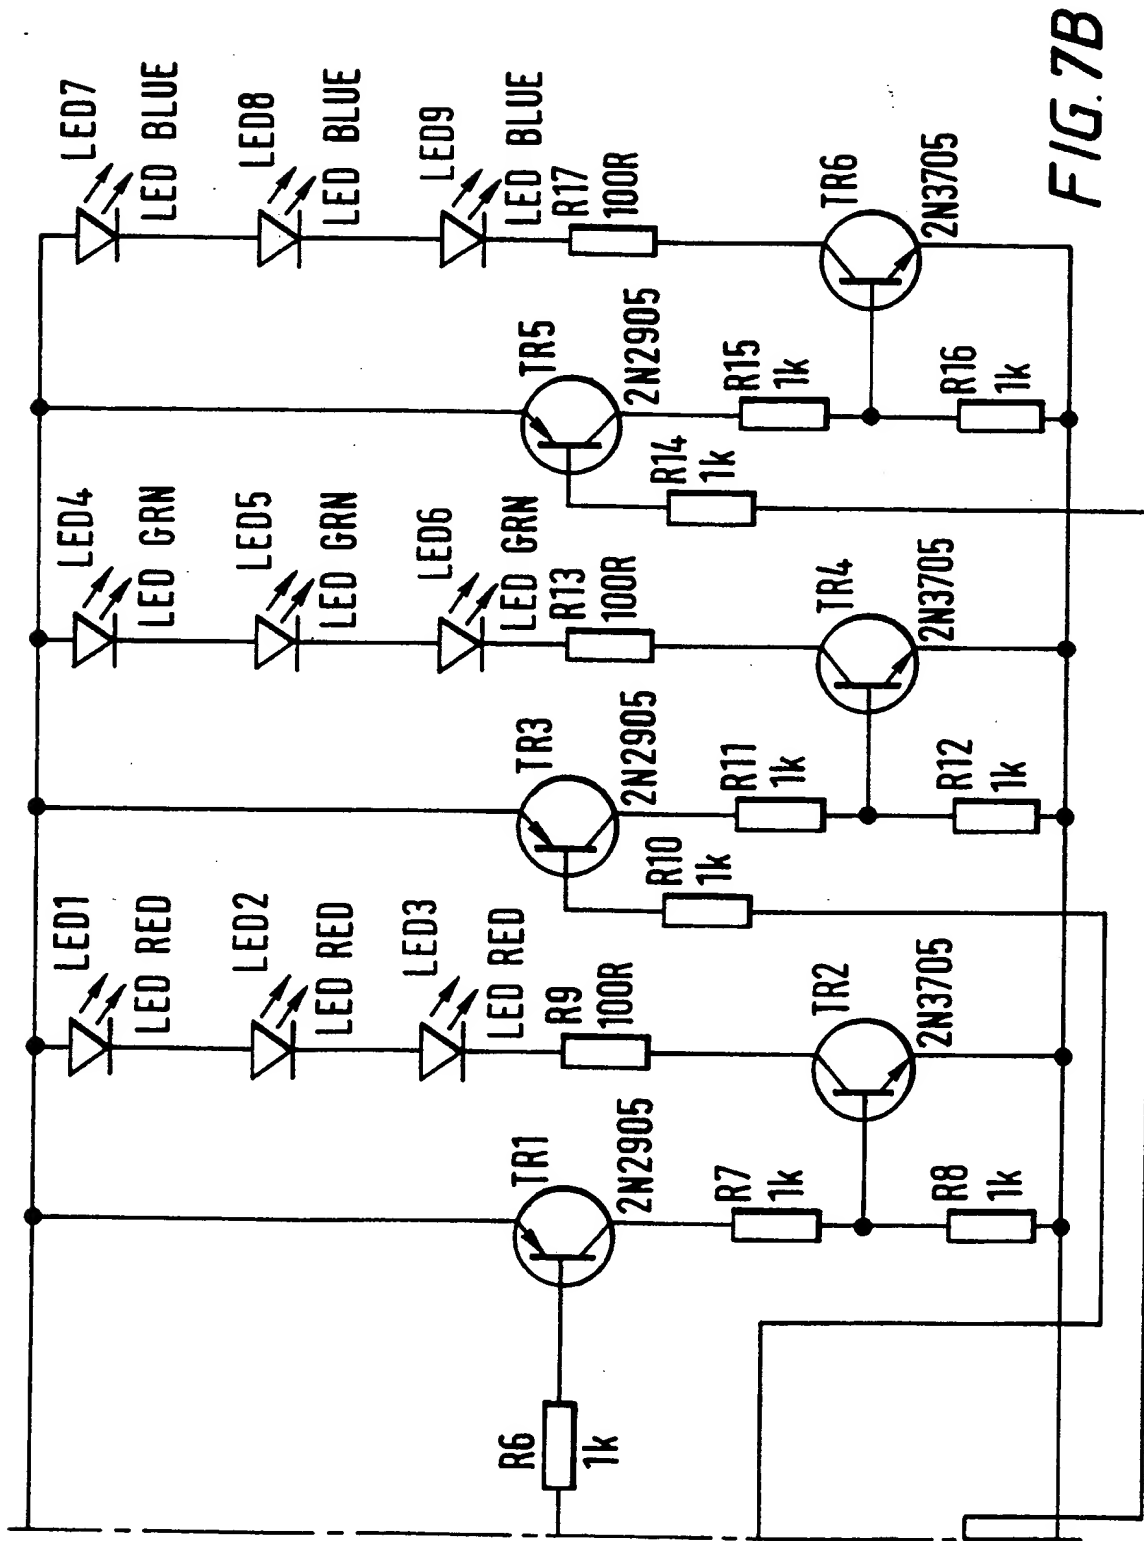 LED1
LED RED
LED2
LED RED
LED3
LED RED
R9
100R
TR1
2N2905
R6
1k
R7
1k
R8
1k
TR2
2N3705
LED4
LED GRN
LED5
LED GRN
LED6
LED GRN
R13
100R
TR3
2N2905
R10
1k
R11
1k
R12
1k
TR4
2N3705
LED7
LED BLUE
LED8
LED BLUE
LED9
LED BLUE
R17
100R
TR5
2N2905
R14
1k
R15
1k
R16
1k
TR6
2N3705
FIG. 7B